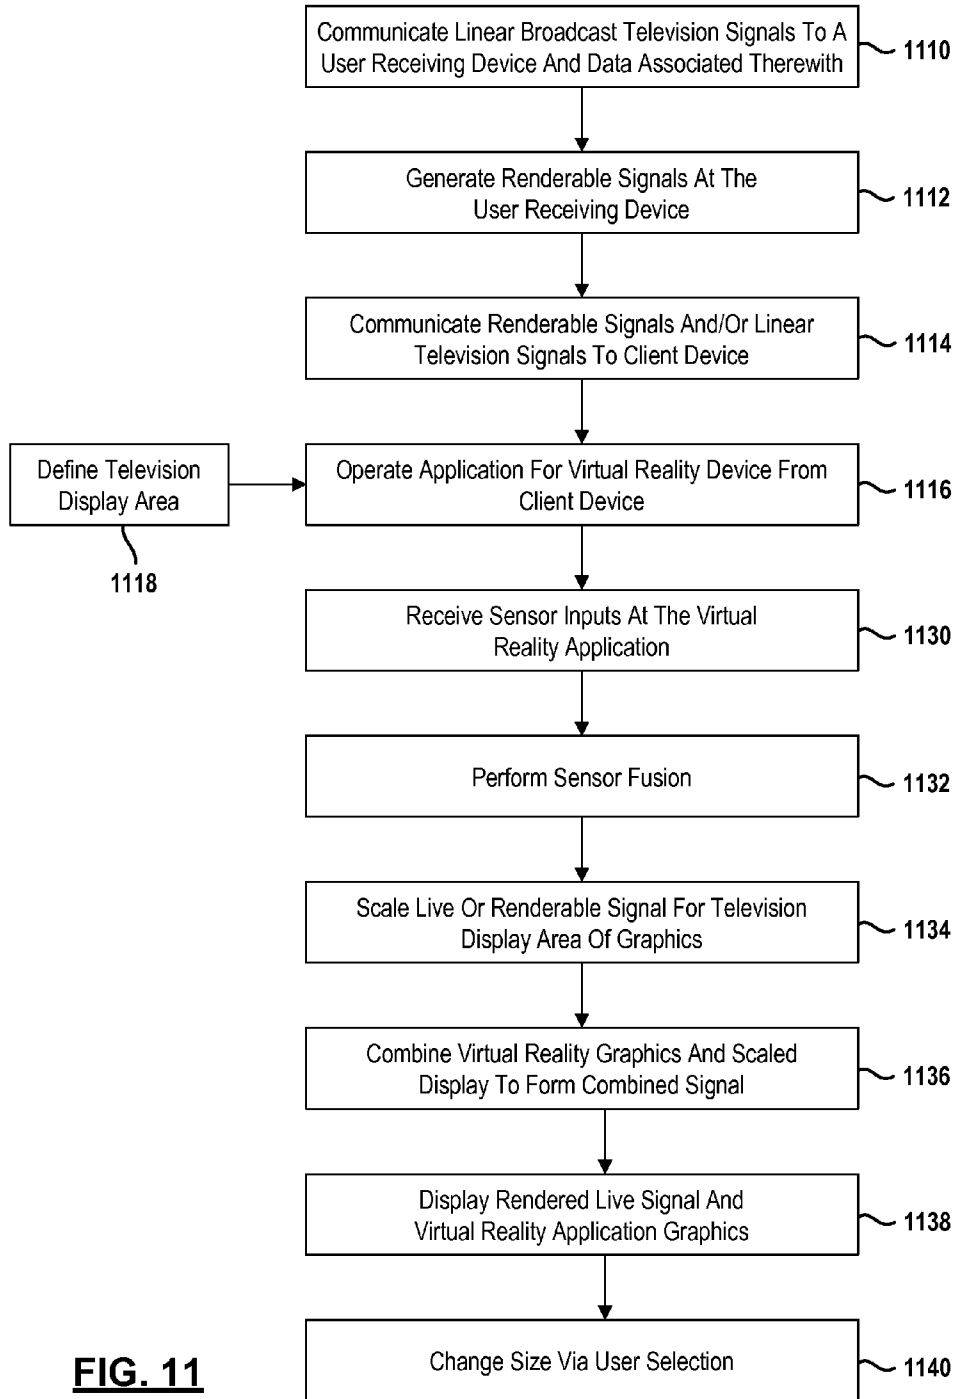 Communicate Linear Broadcast Television Signals To A
User Receiving Device And Data Associated Therewith
1110
Generate Renderable Signals At The
User Receiving Device
1112
Communicate Renderable Signals And/Or Linear
Television Signals To Client Device
1114
Define Television
Display Area
1118
Operate Application For Virtual Reality Device From
Client Device
1116
Receive Sensor Inputs At The Virtual
Reality Application
1130
Perform Sensor Fusion
1132
Scale Live Or Renderable Signal For Television
Display Area Of Graphics
1134
Combine Virtual Reality Graphics And Scaled
Display To Form Combined Signal
1136
Display Rendered Live Signal And
Virtual Reality Application Graphics
1138
Change Size Via User Selection
1140
FIG. 11